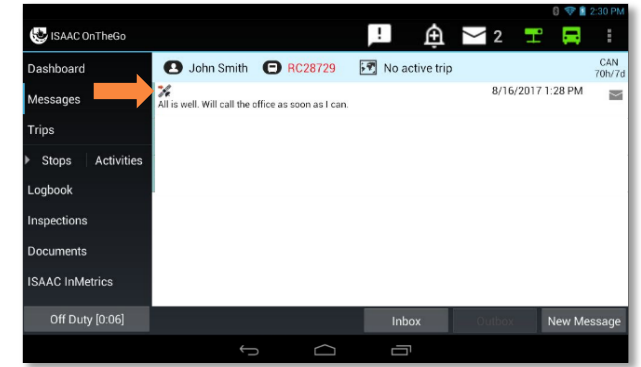 2:30 PM
ISAAC OnTheGo
2
Dashboard
John Smith RC28729 No active trip
CAN
70h/7d
Messages
8/16/2017 1:28 PM
All is well. Will call the office as soon as I can.
Trips
Stops Activities
Logbook
Inspections
Documents
ISAAC InMetrics
Off Duty [0:06]
Inbox Outbox New Message